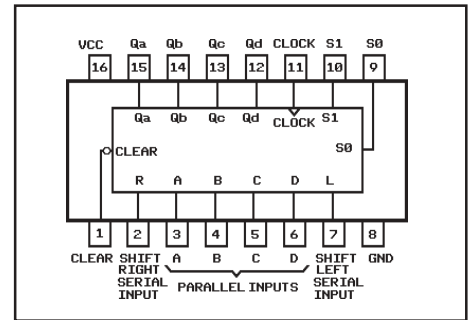 VCC Qa Qb Qc Qd CLOCK S1 S0
16 15 14 13 12 11 10 9
Qa Qb Qc Qd CLOCK S1
CLEAR S0
R A B C D L
1 2 3 4 5 6 7 8
CLEAR SHIFT A B C D SHIFT GND
RIGHT LEFT
SERIAL PARALLEL INPUTS SERIAL
INPUT INPUT